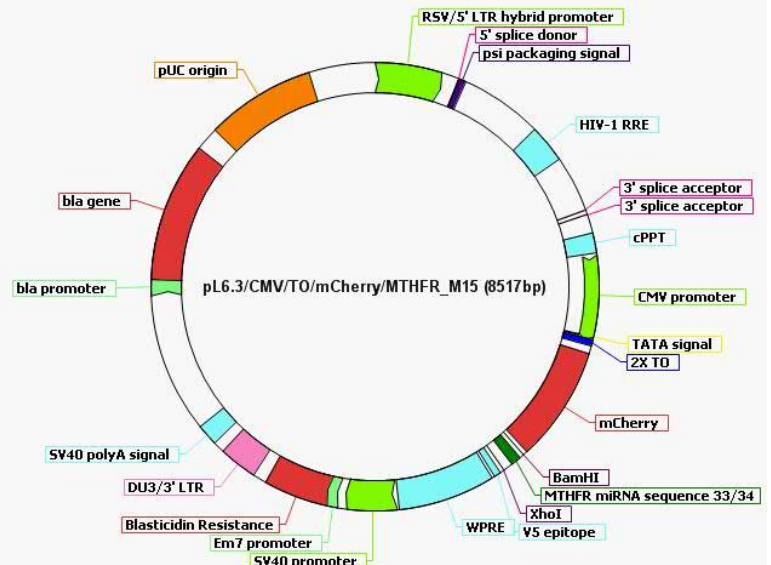 RSV/5' LTR hybrid promoter
5' splice donor
psi packaging signal
pUC origin
HIV-1 RRE
3' splice acceptor
3' splice acceptor
bla gene
cPPT
bla promoter
pL6.3/CMV/TO/mCherry/MTHFR_M15 (8517bp)
CMV promoter
TATA signal
2X TO
mCherry
SV40 polyA signal
BamHI
DU3/3' LTR
MTHFR miRNA sequence 33/34
XhoI
Blasticidin Resistance
WPRE
V5 epitope
Em7 promoter
SV40 promoter